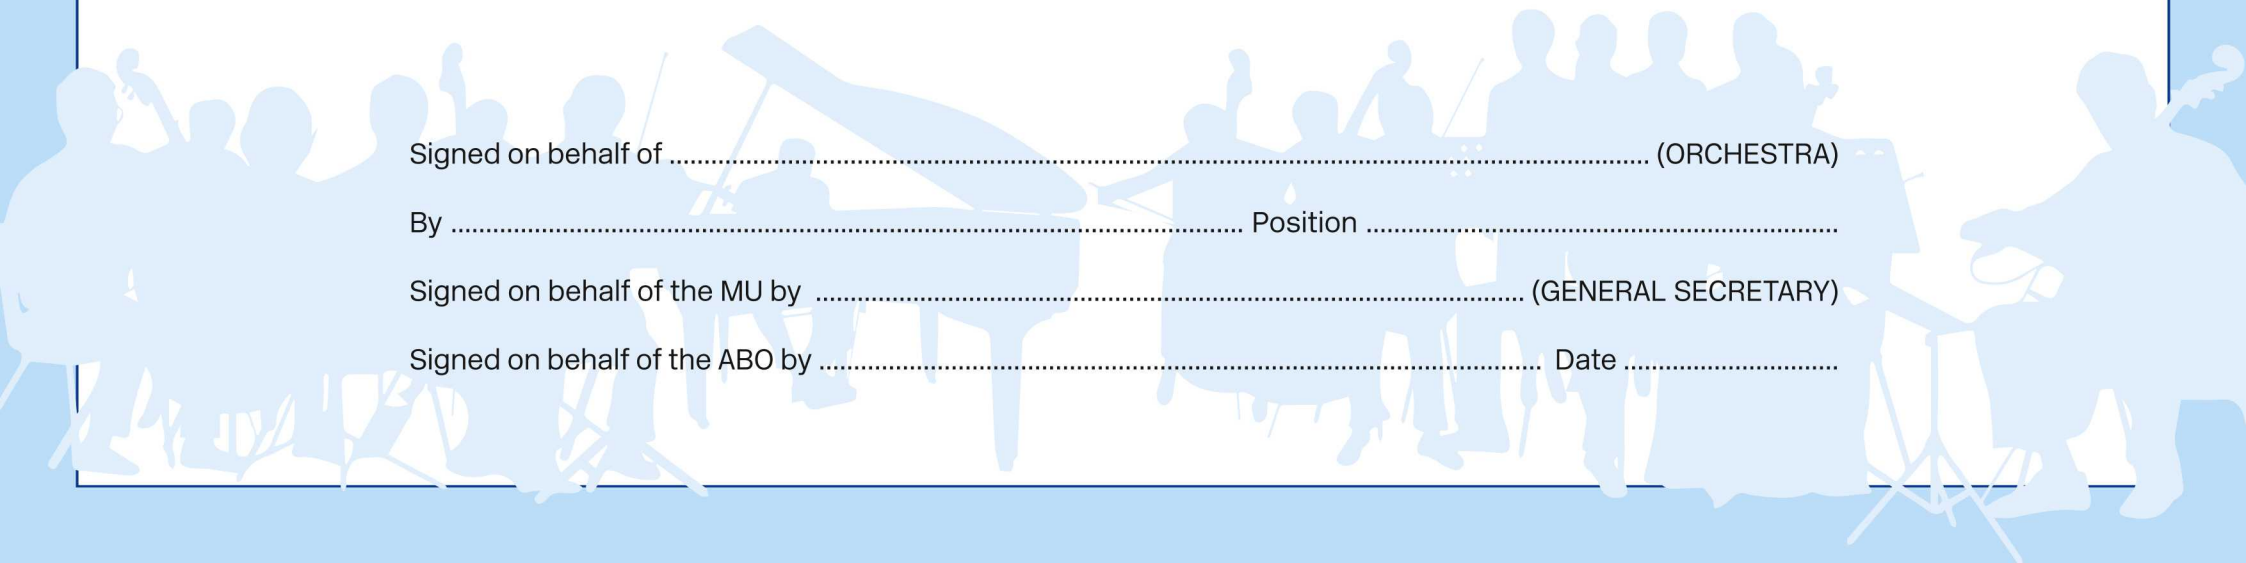 Signed on behalf of ........................................................................................................................................ (ORCHESTRA)
By .................................................................................................................. Position ....................................................................
Signed on behalf of the MU by ...................................................................................................... (GENERAL SECRETARY)
Signed on behalf of the ABO by ........................................................................................................ Date ...............................